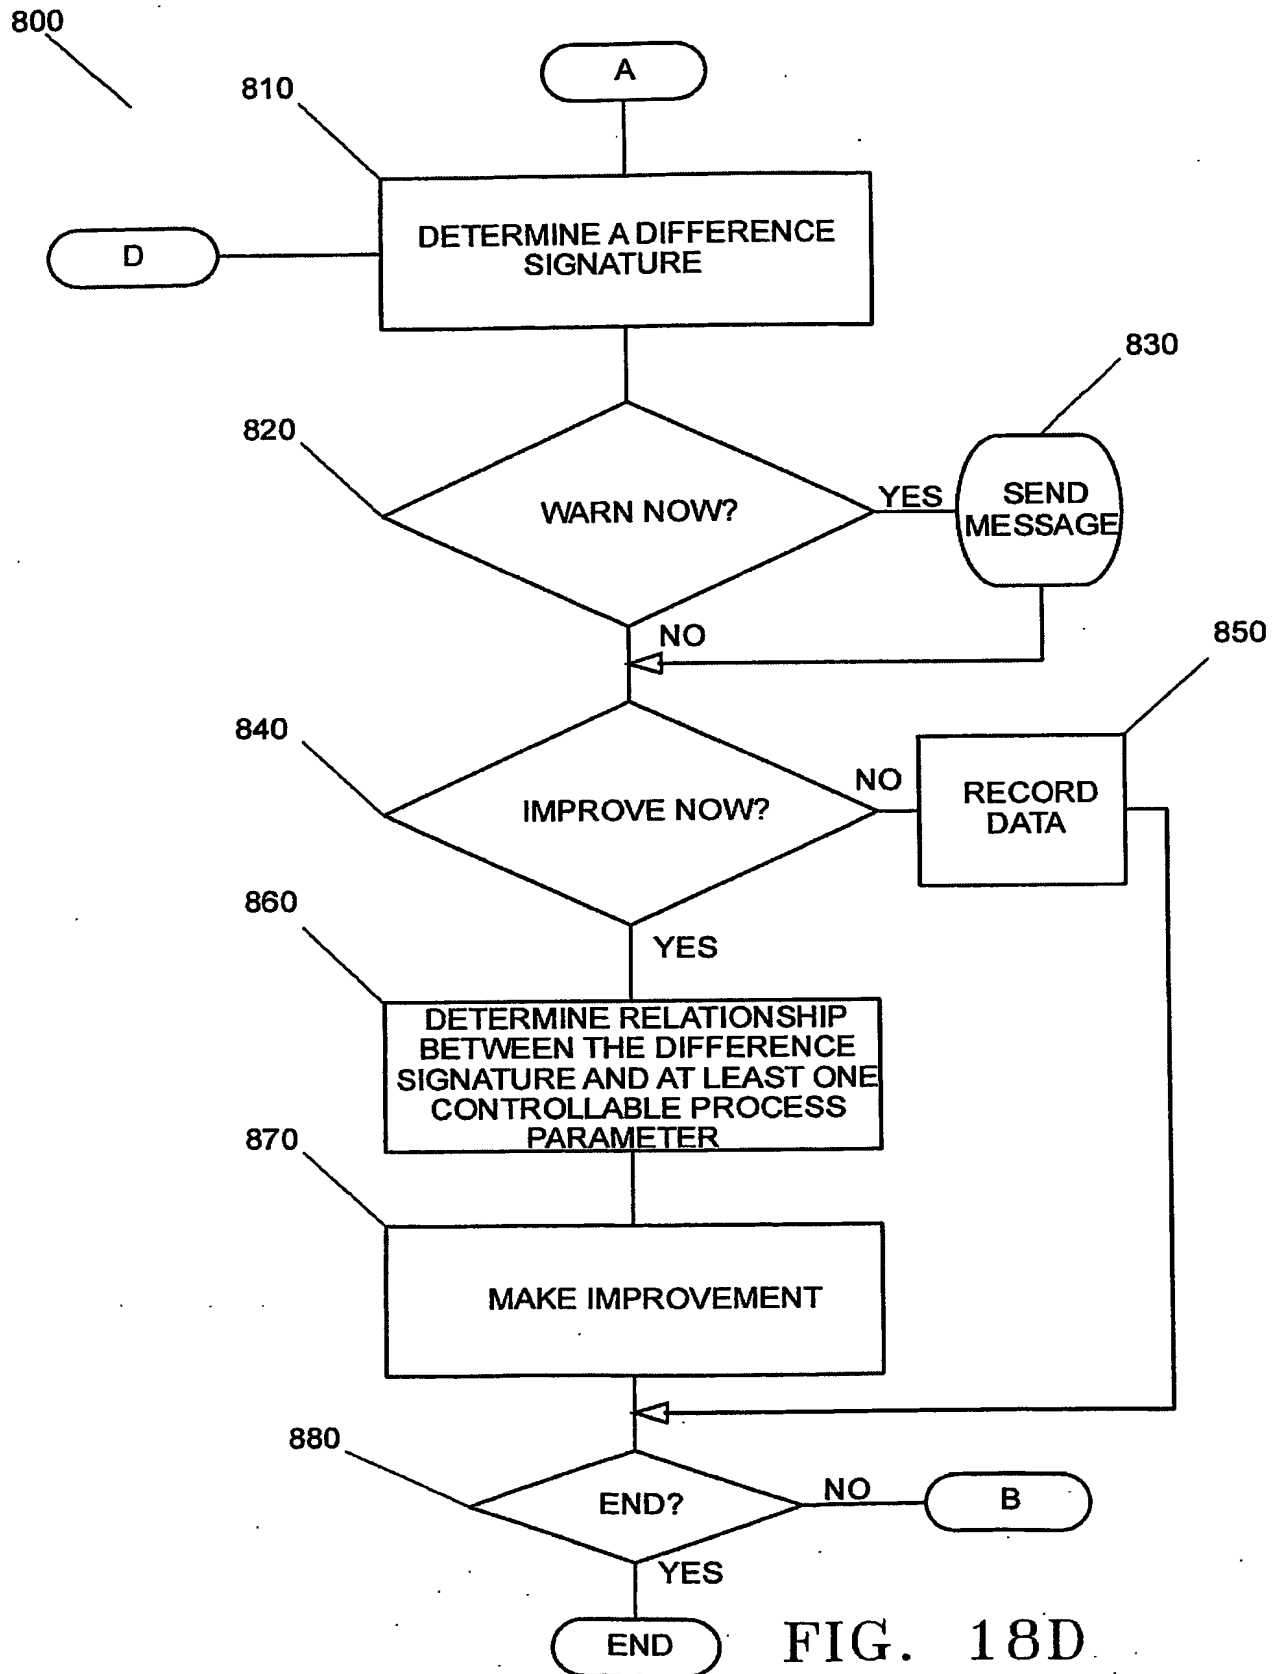 800
A
810
DETERMINE A DIFFERENCE
SIGNATURE
D
830
820
WARN NOW?
YES
SEND
MESSAGE
NO
850
840
IMPROVE NOW?
NO
RECORD
DATA
860
YES
DETERMINE RELATIONSHIP
BETWEEN THE DIFFERENCE
SIGNATURE AND AT LEAST ONE
CONTROLLABLE PROCESS
PARAMETER
870
MAKE IMPROVEMENT
880
END?
NO
B
YES
END
FIG. 18D